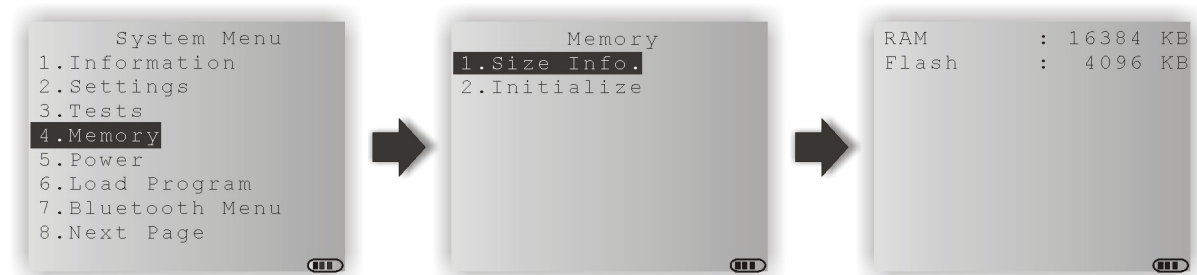 System Menu
1.Information
2.Settings
3.Tests
4.Memory
5.Power
6.Load Program
7.Bluetooth Menu
8.Next Page
Memory
1.Size Info.
2.Initialize
RAM : 16384 KB
Flash : 4096 KB